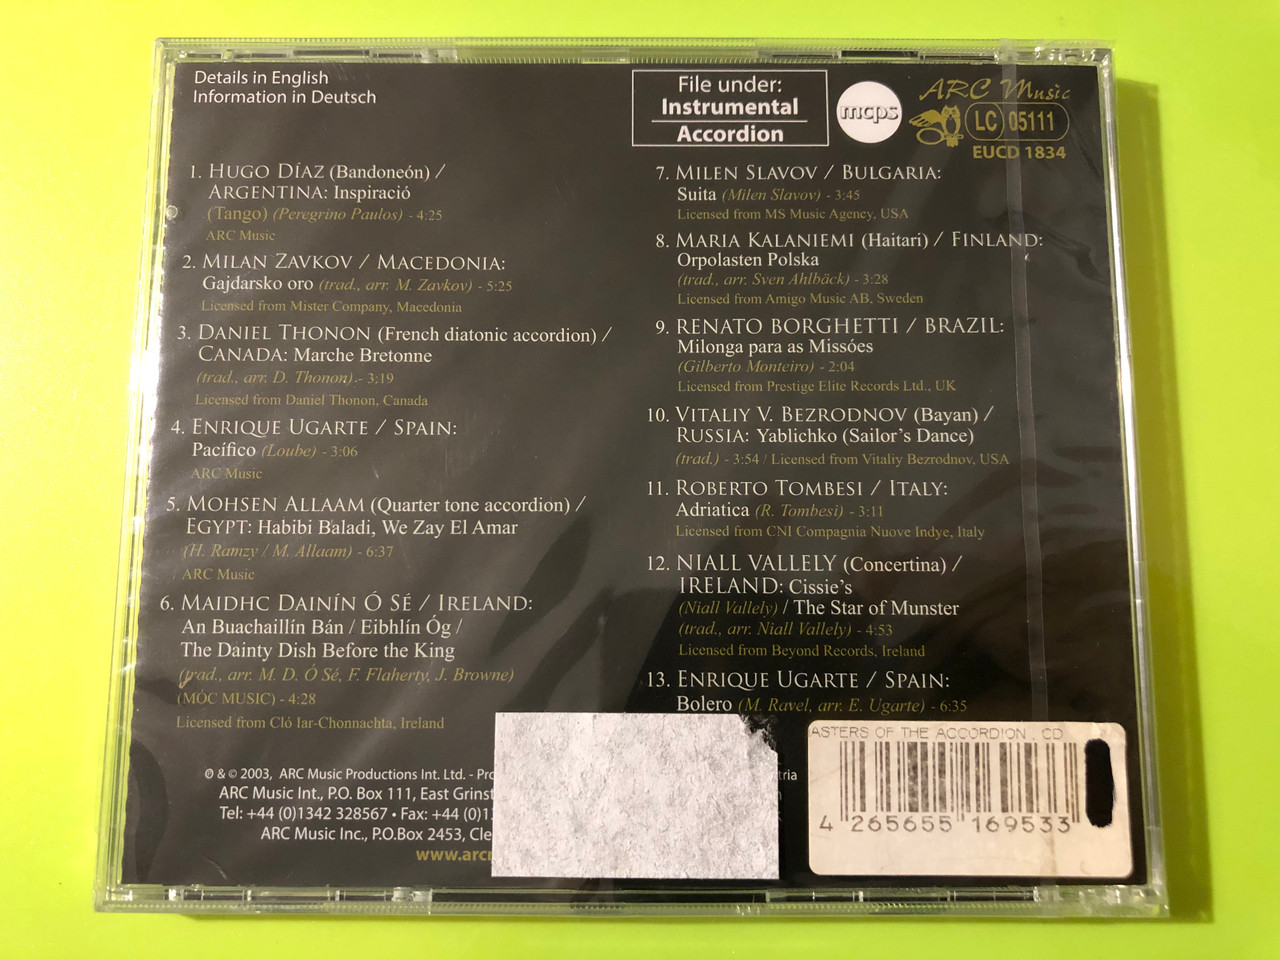 Details in English
Information in Deutsch
File under:
Instrumental
Accordion
mcps
ARC Music
LC 05111
EUCD 1834
1. HUGO DÍAZ (Bandoneón) /
ARGENTINA: Inspiració
(Tango) (Peregrino Paulos) - 4:25
ARC Music
2. MILAN ZAVKOV / MACEDONIA:
Gajdarsko oro (trad., arr. M. Zavkov) - 5:25
Licensed from Mister Company, Macedonia
3. DANIEL THONON (French diatonic accordion) /
CANADA: Marche Bretonne
(trad., arr. D. Thonon) - 3:19
Licensed from Daniel Thonon, Canada
4. ENRIQUE UGARTE / SPAIN:
Pacífico (Loube) - 3:06
ARC Music
5. MOHSEN ALLAAM (Quarter tone accordion) /
EGYPT: Habibi Baladi, We Zay El Amar
(H. Ramzy / M. Allaam) - 6:37
ARC Music
6. MAIDHC DAINÍN Ó SÉ / IRELAND:
An Buachaillín Bán / Eibhlín Óg /
The Dainty Dish Before the King
(trad., arr. M. D. Ó Sé, F. Flaherty, J. Browne)
(MÓC MUSIC) - 4:28
Licensed from Cló Iar-Chonnachta, Ireland
7. MILEN SLAVOV / BULGARIA:
Suita (Milen Slavov) - 3:45
Licensed from MS Music Agency, USA
8. MARIA KALANIEMI (Haitari) / FINLAND:
Orpolasten Polska
(trad., arr. Sven Ahlbäck) - 3:28
Licensed from Amigo Music AB, Sweden
9. RENATO BORGHETTI / BRAZIL:
Milonga para as Missóes
(Gilberto Monteiro) - 2:04
Licensed from Prestige Elite Records Ltd., UK
10. VITALIY V. BEZRODNOV (Bayan) /
RUSSIA: Yablichko (Sailor's Dance)
(trad.) - 3:54 / Licensed from Vitaliy Bezrodnov, USA
11. ROBERTO TOMBESI / ITALY:
Adriatica (R. Tombesi) - 3:11
Licensed from CNI Compagnia Nuove Indye, Italy
12. NIALL VALLELY (Concertina) /
IRELAND: Cissie's
(Niall Vallely) / The Star of Munster
(trad., arr. Niall Vallely) - 4:53
Licensed from Beyond Records, Ireland
13. ENRIQUE UGARTE / SPAIN:
Bolero (M. Ravel, arr. E. Ugarte) - 6:35
℗ & © 2003, ARC Music Productions Int. Ltd. - Pro
ARC Music Int., P.O. Box 111, East Grinst
Tel: +44 (0)1342 328567 • Fax: +44 (0)13
ARC Music Inc., P.O.Box 2453, Cle
www.arcm
tria
ASTERS OF THE ACCORDION , CD
4 265655 169533